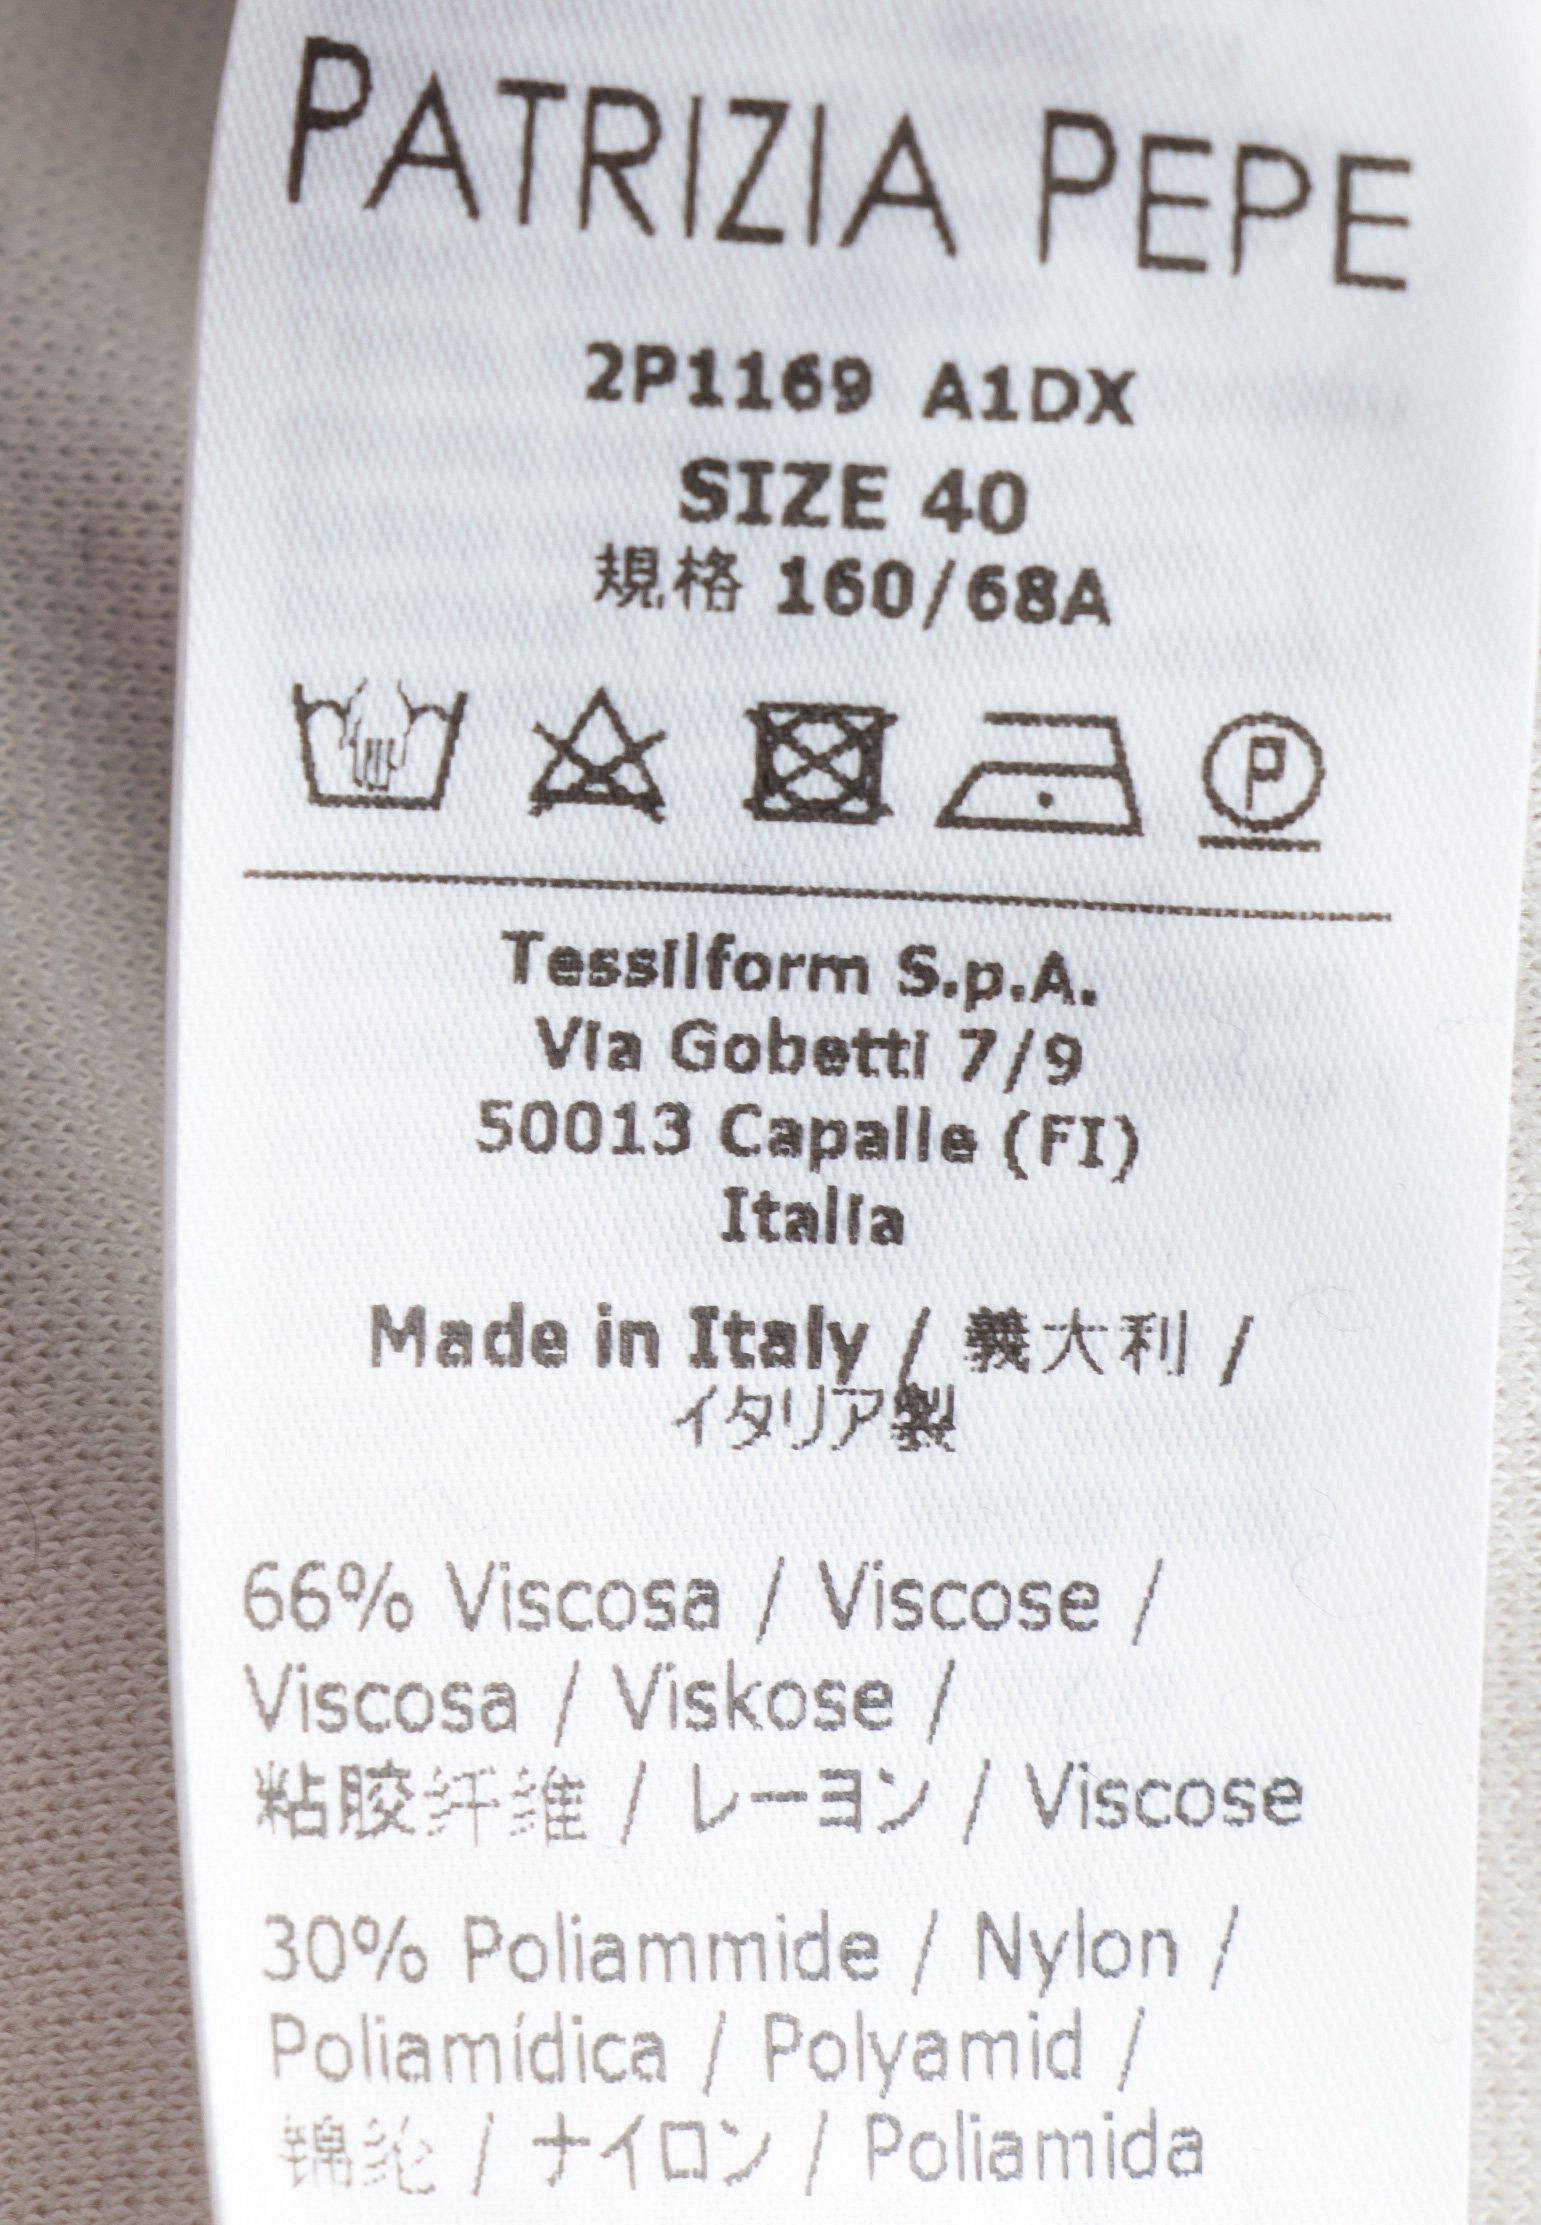 PATRIZIA PEPE
2P1169 A1DX
SIZE 40
規格 160/68A
P
Tessilform S.p.A.
Via Gobetti 7/9
50013 Capalle (FI)
Italia
Made in Italy / 義大利 /
イタリア製
66% Viscosa / Viscose /
Viscosa / Viskose /
粘胶纤维 / レーヨン / Viscose
30% Poliammide / Nylon /
Poliamídica / Polyamid /
锦纶 / ナイロン / Poliamida